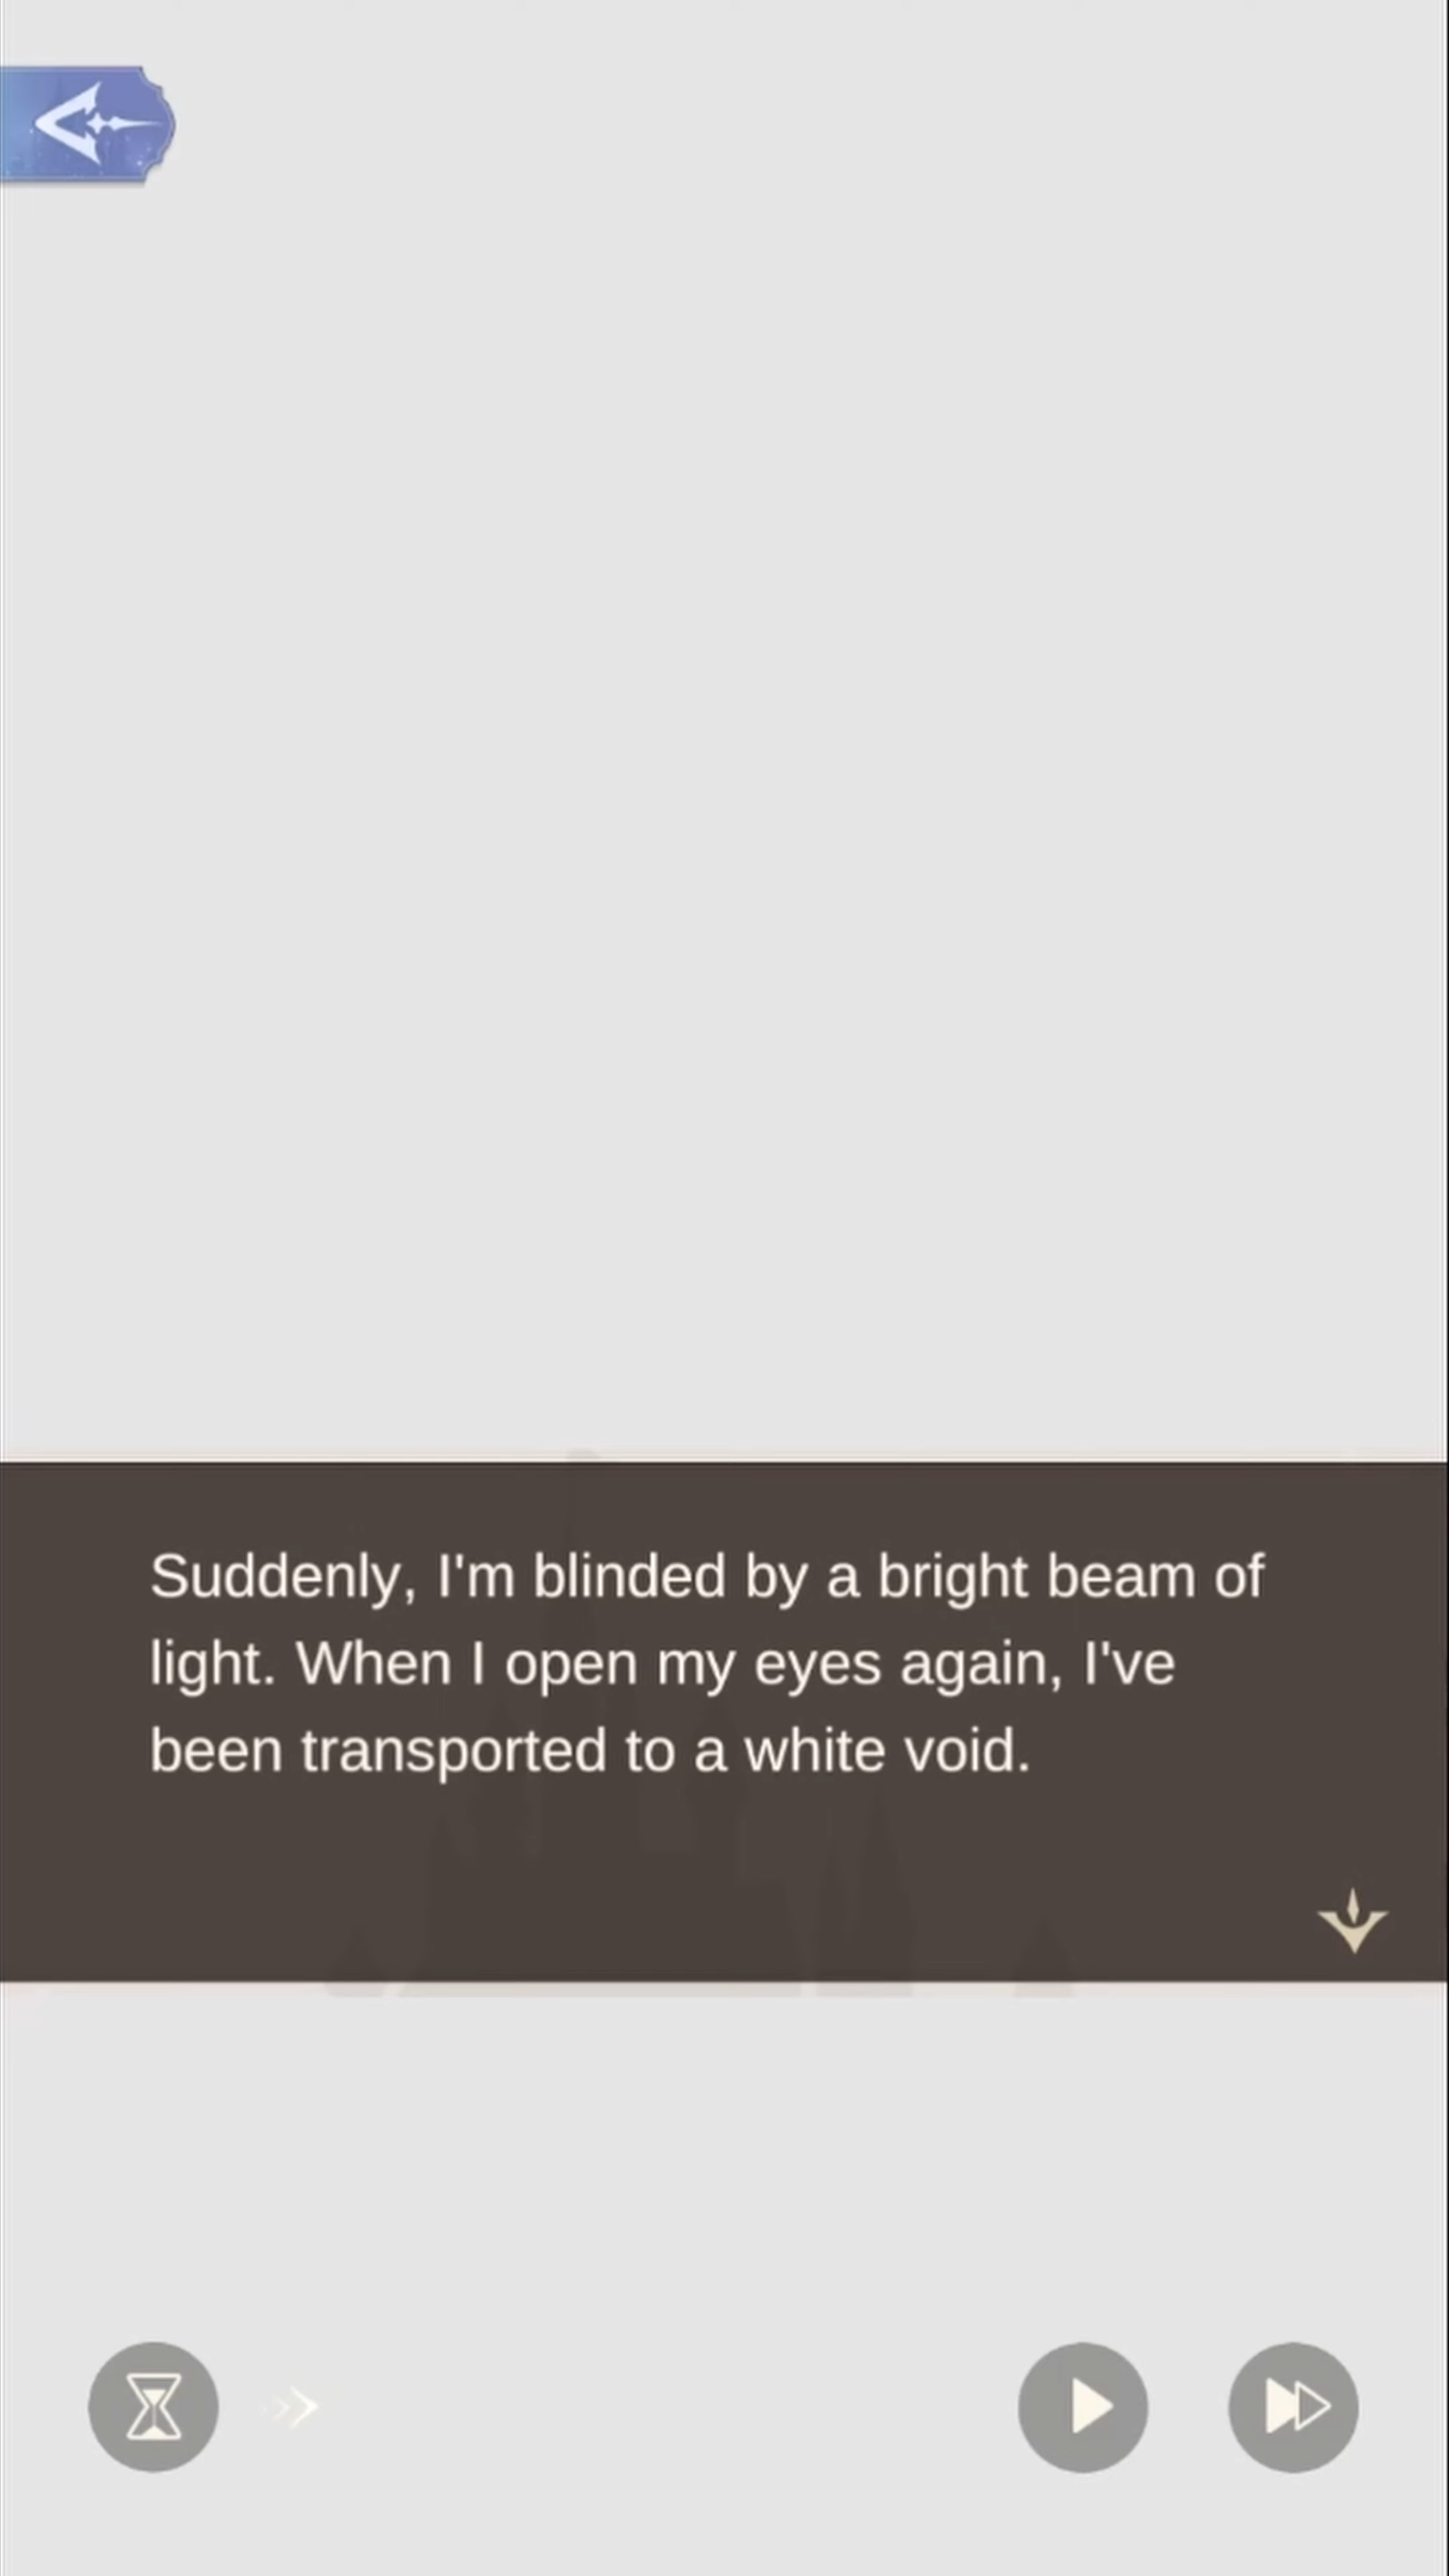 Suddenly, I'm blinded by a bright beam of
light. When I open my eyes again, I've
been transported to a white void.